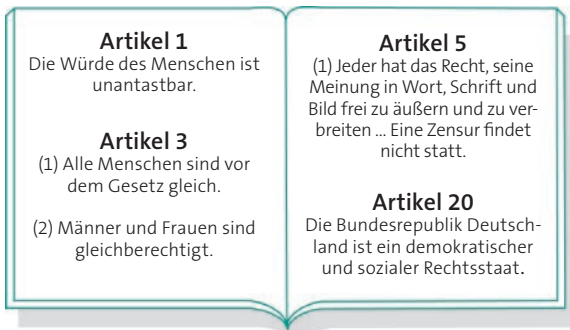 Artikel 1
Die Würde des Menschen ist
unantastbar.
Artikel 3
(1) Alle Menschen sind vor
dem Gesetz gleich.
(2) Männer und Frauen sind
gleichberechtigt.
Artikel 5
(1) Jeder hat das Recht, seine
Meinung in Wort, Schrift und
Bild frei zu äußern und zu ver-
breiten ... Eine Zensur findet
nicht statt.
Artikel 20
Die Bundesrepublik Deutsch-
land ist ein demokratischer
und sozialer Rechtsstaat.